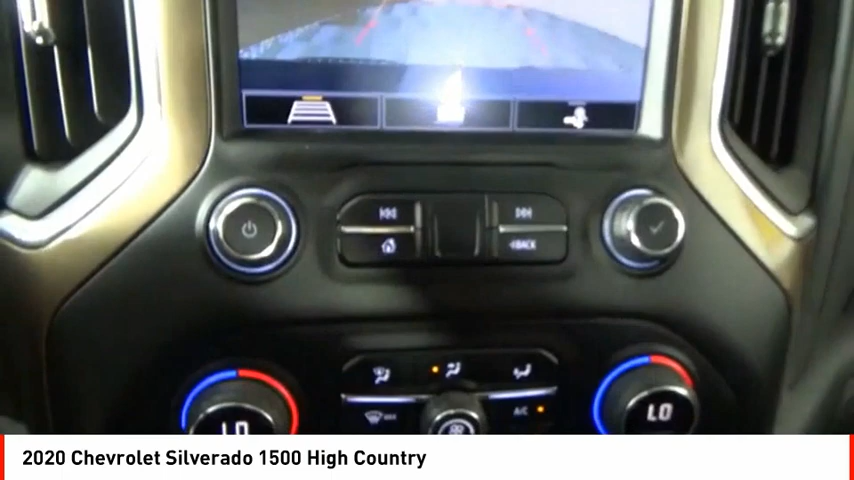 BACK
A/C
LO
LO
2020 Chevrolet Silverado 1500 High Country